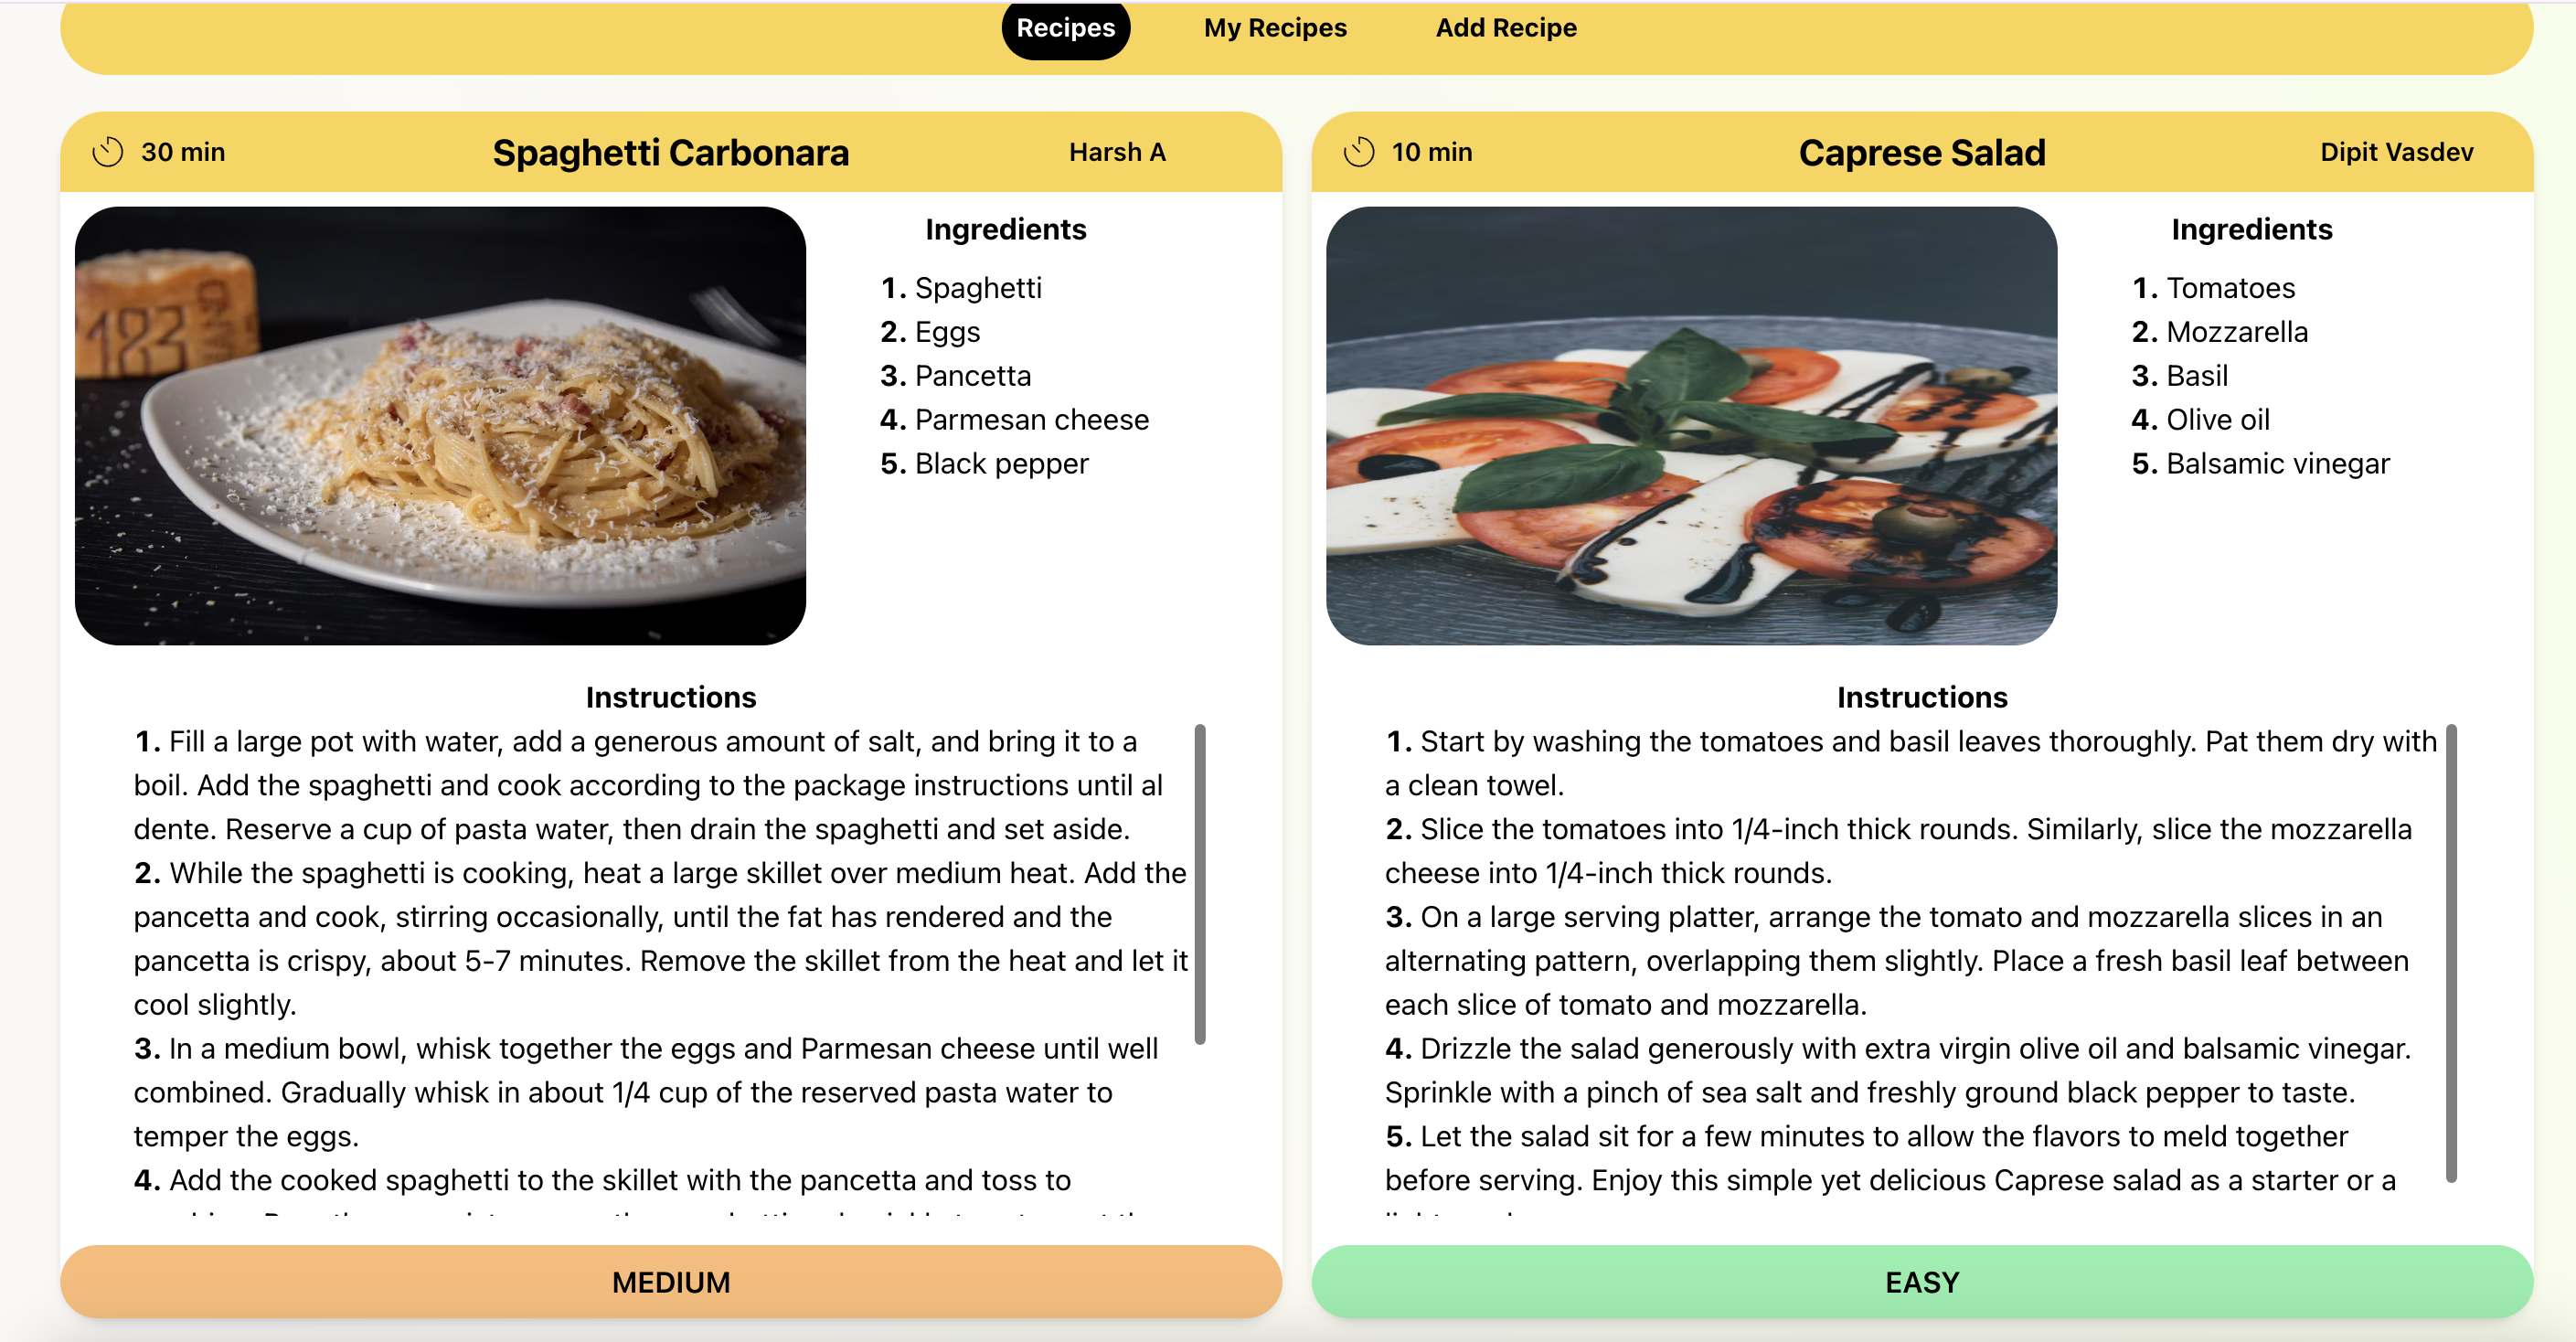 Recipes
My Recipes
Add Recipe
30 min
Spaghetti Carbonara
Harsh A
183
Ingredients
1. Spaghetti
2. Eggs
3. Pancetta
4. Parmesan cheese
5. Black pepper
Instructions
1. Fill a large pot with water, add a generous amount of salt, and bring it to a
boil. Add the spaghetti and cook according to the package instructions until al
dente. Reserve a cup of pasta water, then drain the spaghetti and set aside.
2. While the spaghetti is cooking, heat a large skillet over medium heat. Add the
pancetta and cook, stirring occasionally, until the fat has rendered and the
pancetta is crispy, about 5-7 minutes. Remove the skillet from the heat and let it
cool slightly.
3. In a medium bowl, whisk together the eggs and Parmesan cheese until well
combined. Gradually whisk in about 1/4 cup of the reserved pasta water to
temper the eggs.
4. Add the cooked spaghetti to the skillet with the pancetta and toss to
MEDIUM
10 min
Caprese Salad
Dipit Vasdev
Ingredients
1. Tomatoes
2. Mozzarella
3. Basil
4. Olive oil
5. Balsamic vinegar
Instructions
1. Start by washing the tomatoes and basil leaves thoroughly. Pat them dry with
a clean towel.
2. Slice the tomatoes into 1/4-inch thick rounds. Similarly, slice the mozzarella
cheese into 1/4-inch thick rounds.
3. On a large serving platter, arrange the tomato and mozzarella slices in an
alternating pattern, overlapping them slightly. Place a fresh basil leaf between
each slice of tomato and mozzarella.
4. Drizzle the salad generously with extra virgin olive oil and balsamic vinegar.
Sprinkle with a pinch of sea salt and freshly ground black pepper to taste.
5. Let the salad sit for a few minutes to allow the flavors to meld together
before serving. Enjoy this simple yet delicious Caprese salad as a starter or a
EASY